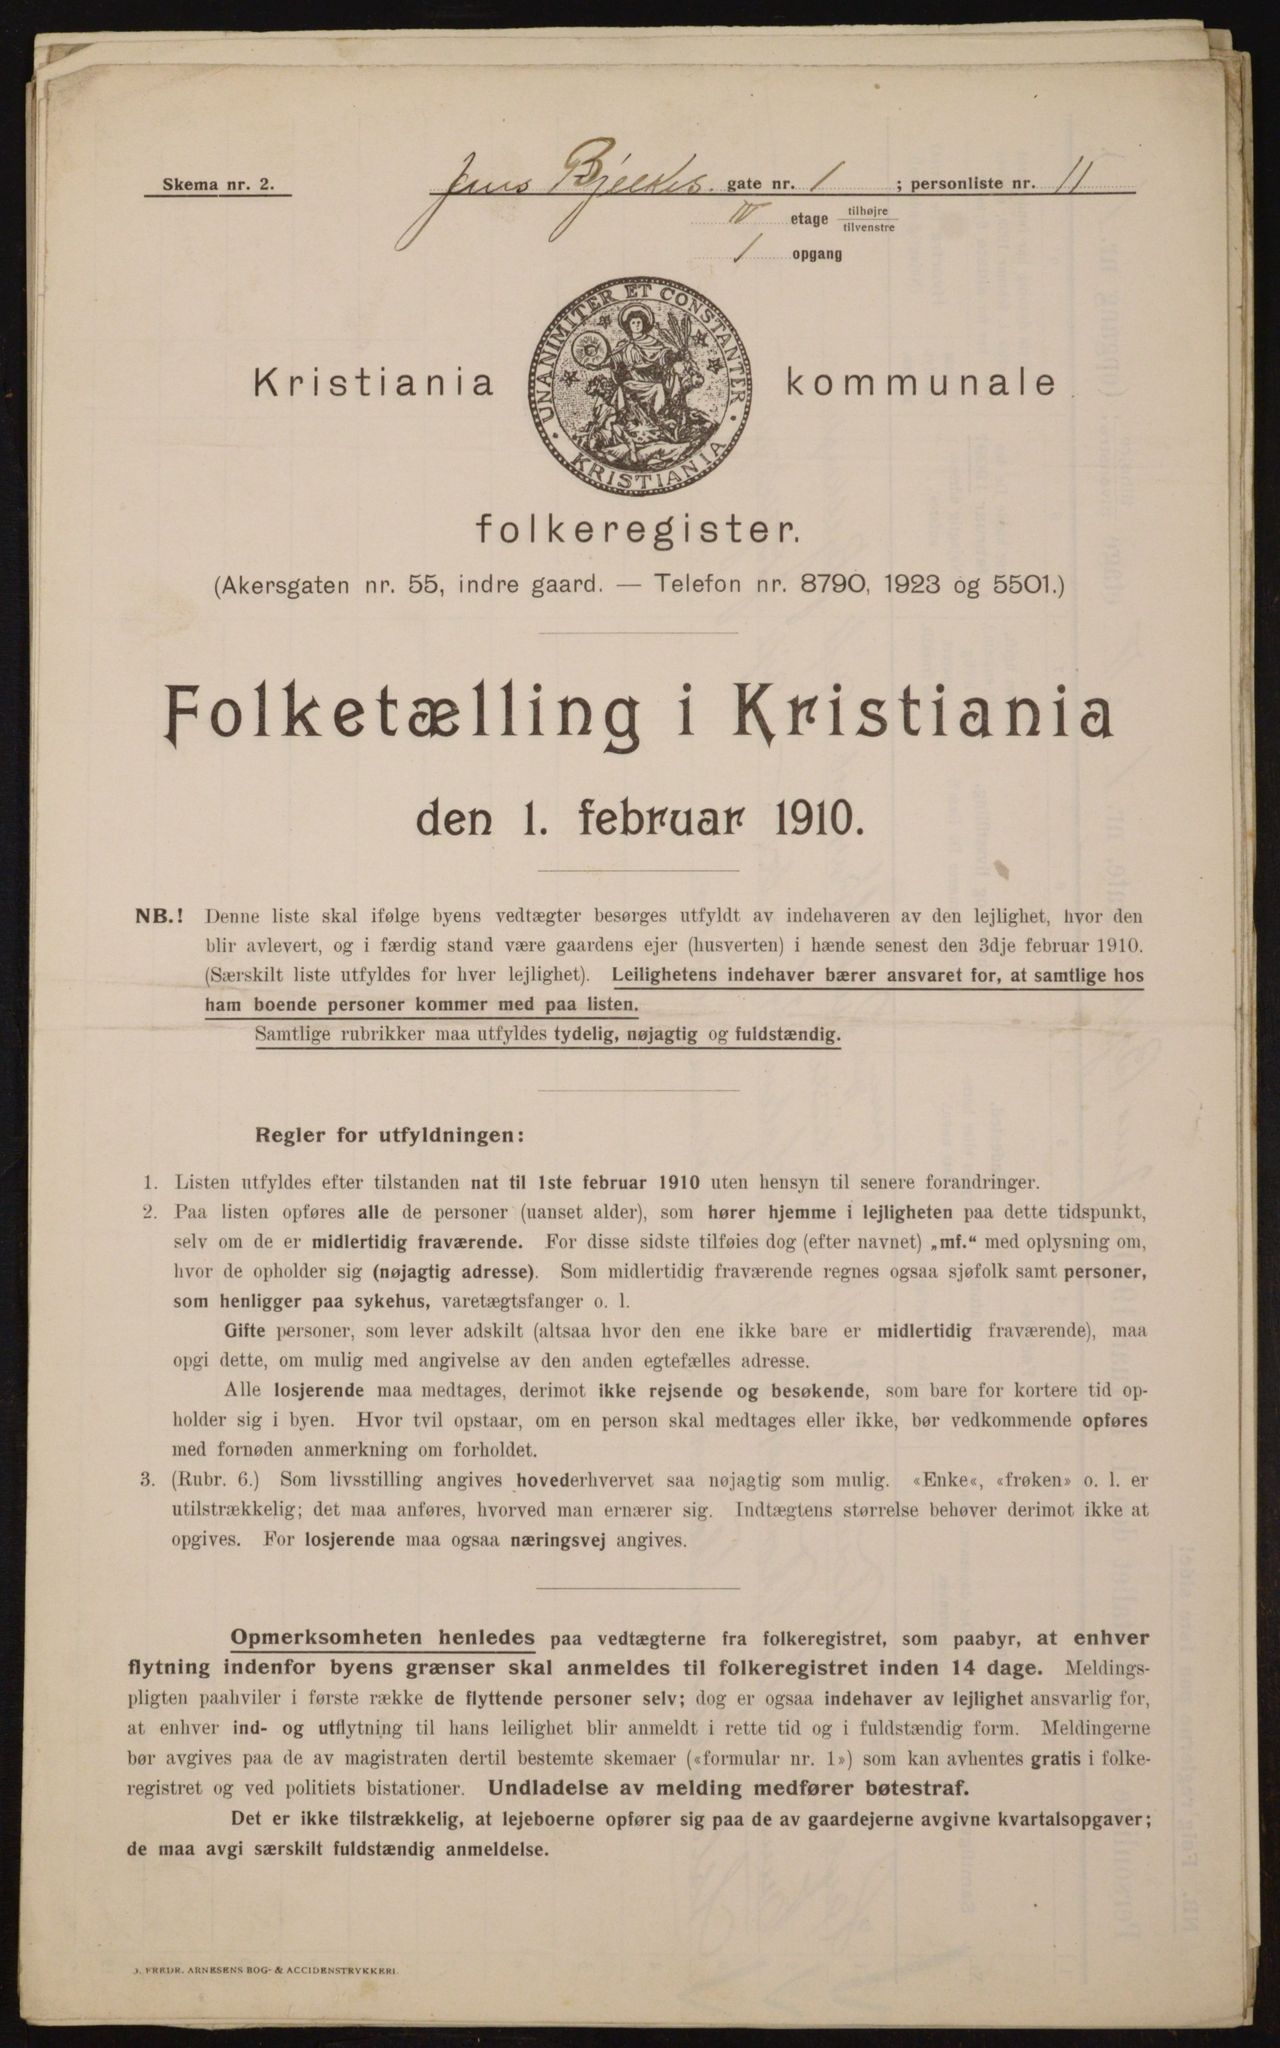 Skema nr. 2. Jens Bjelkes gate nr. 1 ; personliste nr. 11
IV etage tilhøjre
tilvenstre
1 opgang
UNANIMITER ET CONSTANTER
KRISTIANIA
Kristiania kommunale
folkeregister.
(Akersgaten nr. 55, indre gaard. — Telefon nr. 8790, 1923 og 5501.)
Folketælling i Kristiania
den 1. februar 1910.
NB.! Denne liste skal ifølge byens vedtægter besørges utfyldt av indehaveren av den lejlighet, hvor den
blir avlevert, og i færdig stand være gaardens ejer (husverten) i hænde senest den 3dje februar 1910.
(Særskilt liste utfyldes for hver lejlighet). Leilighetens indehaver bærer ansvaret for, at samtlige hos
ham boende personer kommer med paa listen.
Samtlige rubrikker maa utfyldes tydelig, nøjagtig og fuldstændig.
Regler for utfyldningen:
1. Listen utfyldes efter tilstanden nat til 1ste februar 1910 uten hensyn til senere forandringer.
2. Paa listen opføres alle de personer (uanset alder), som hører hjemme i lejligheten paa dette tidspunkt,
selv om de er midlertidig fraværende. For disse sidste tilføies dog (efter navnet) „mf.“ med oplysning om,
hvor de opholder sig (nøjagtig adresse). Som midlertidig fraværende regnes ogsaa sjøfolk samt personer,
som henligger paa sykehus, varetægtsfanger o. l.
Gifte personer, som lever adskilt (altsaa hvor den ene ikke bare er midlertidig fraværende), maa
opgi dette, om mulig med angivelse av den anden egtefælles adresse.
Alle losjerende maa medtages, derimot ikke rejsende og besøkende, som bare for kortere tid op-
holder sig i byen. Hvor tvil opstaar, om en person skal medtages eller ikke, bør vedkommende opføres
med fornøden anmerkning om forholdet.
3. (Rubr. 6.) Som livsstilling angives hovederhvervet saa nøjagtig som mulig. «Enke«, «frøken» o. l. er
utilstrækkelig; det maa anføres, hvorved man ernærer sig. Indtægtens størrelse behøver derimot ikke at
opgives. For losjerende maa ogsaa næringsvej angives.
Opmerksomheten henledes paa vedtægterne fra folkeregistret, som paabyr, at enhver
flytning indenfor byens grænser skal anmeldes til folkeregistret inden 14 dage. Meldings-
pligten paahviler i første række de flyttende personer selv; dog er ogsaa indehaver av lejlighet ansvarlig for,
at enhver ind- og utflytning til hans leilighet blir anmeldt i rette tid og i fuldstændig form. Meldingerne
bør avgives paa de av magistraten dertil bestemte skemaer («formular nr. 1») som kan avhentes gratis i folke-
registret og ved politiets bistationer. Undladelse av melding medfører bøtestraf.
Det er ikke tilstrækkelig, at lejeboerne opfører sig paa de av gaardejerne avgivne kvartalsopgaver;
de maa avgi særskilt fuldstændig anmeldelse.
J. FREDR. ARNESENS BOG- & ACCIDENSTRYKKERI.